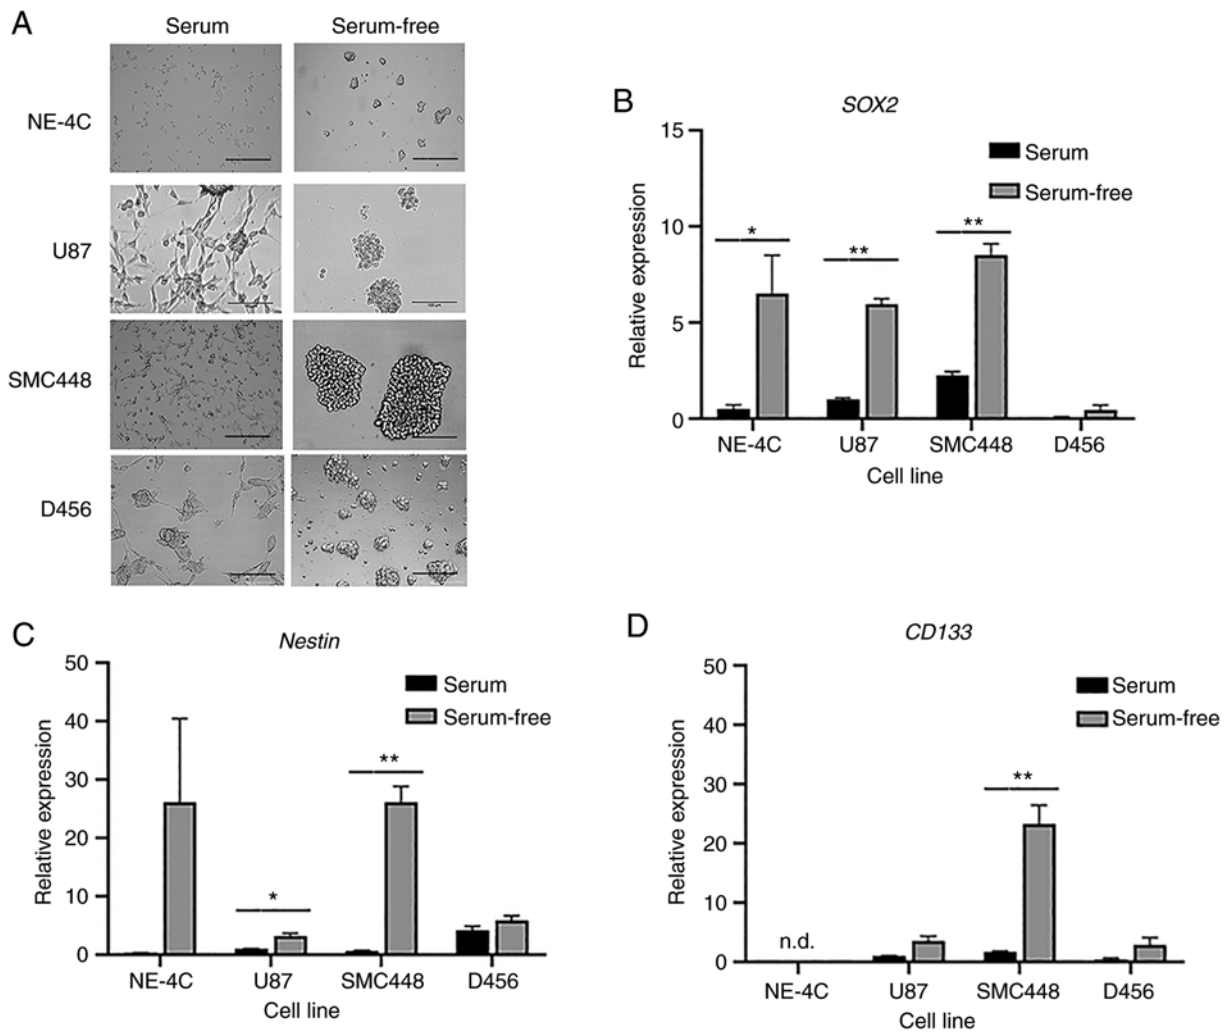 A
Serum
Serum-free
NE-4C
U87
SMC448
D456
B
SOX2
Relative expression
15
10
5
0
Serum
Serum-free
*
**
**
NE-4C
U87
SMC448
D456
Cell line
C
Nestin
Relative expression
50
40
30
20
10
0
Serum
Serum-free
*
**
NE-4C
U87
SMC448
D456
Cell line
D
CD133
Relative expression
50
40
30
20
10
0
Serum
Serum-free
n.d.
**
NE-4C
U87
SMC448
D456
Cell line